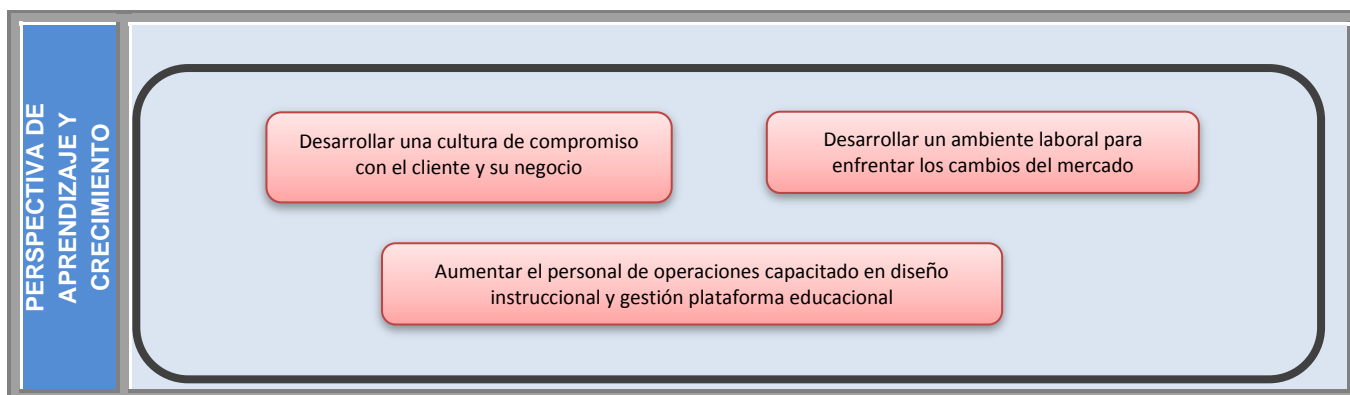 PERSPECTIVA DE
APRENDIZAJE Y
CRECIMIENTO
Desarrollar una cultura de compromiso
con el cliente y su negocio
Desarrollar un ambiente laboral para
enfrentar los cambios del mercado
Aumentar el personal de operaciones capacitado en diseño
instruccional y gestión plataforma educacional